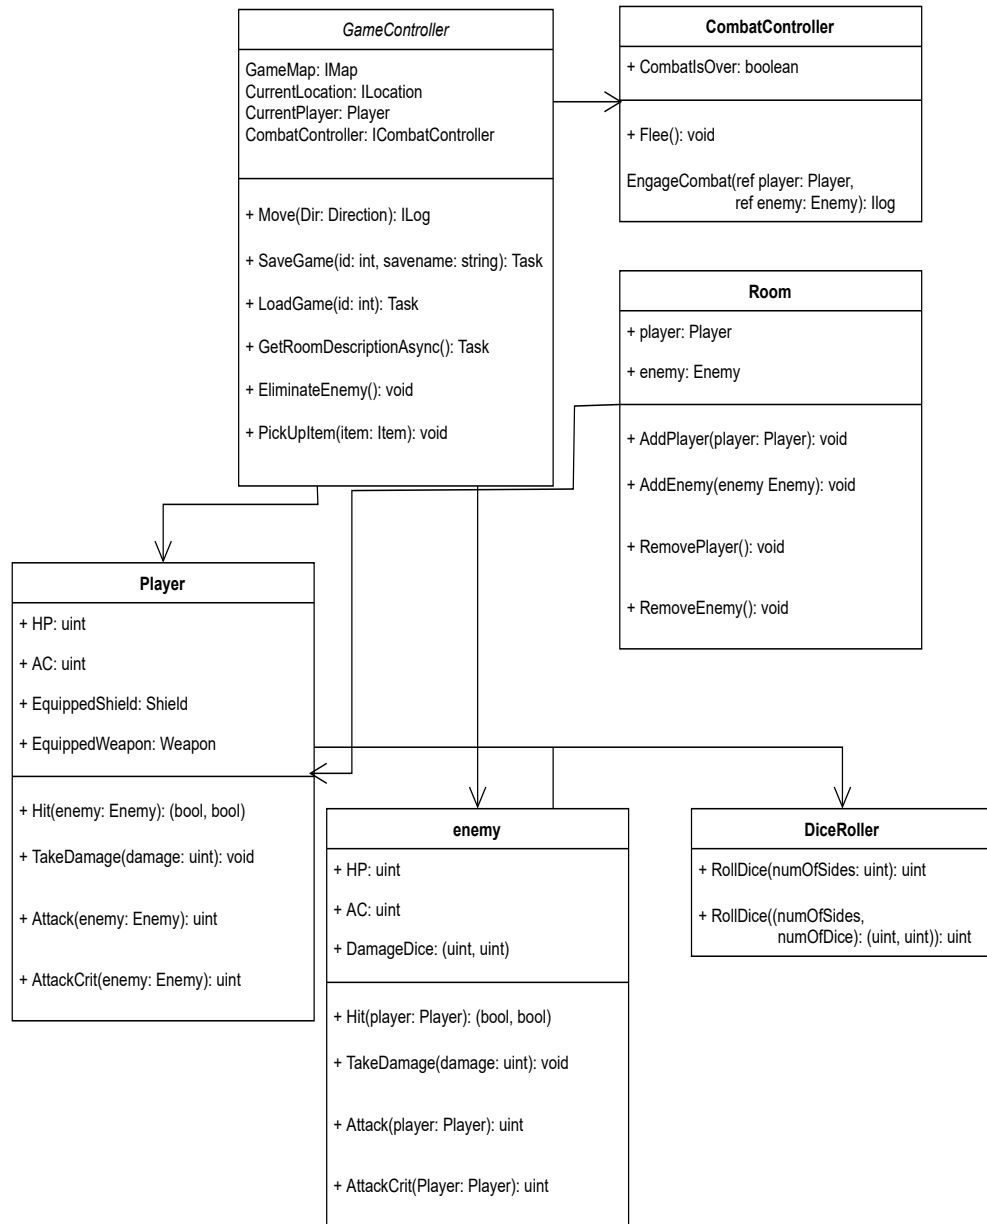 GameController
GameMap: IMap
CurrentLocation: ILocation
CurrentPlayer: Player
CombatController: ICombatController
+ Move(Dir: Direction): ILog
+ SaveGame(id: int, savename: string): Task
+ LoadGame(id: int): Task
+ GetRoomDescriptionAsync(): Task
+ EliminateEnemy(): void
+ PickUpItem(item: Item): void
CombatController
+ CombatIsOver: boolean
+ Flee(): void
EngageCombat(ref player: Player,
ref enemy: Enemy): Ilog
Room
+ player: Player
+ enemy: Enemy
+ AddPlayer(player: Player): void
+ AddEnemy(enemy Enemy): void
+ RemovePlayer(): void
+ RemoveEnemy(): void
Player
+ HP: uint
+ AC: uint
+ EquippedShield: Shield
+ EquippedWeapon: Weapon
+ Hit(enemy: Enemy): (bool, bool)
+ TakeDamage(damage: uint): void
+ Attack(enemy: Enemy): uint
+ AttackCrit(enemy: Enemy): uint
enemy
+ HP: uint
+ AC: uint
+ DamageDice: (uint, uint)
+ Hit(player: Player): (bool, bool)
+ TakeDamage(damage: uint): void
+ Attack(player: Player): uint
+ AttackCrit(Player: Player): uint
DiceRoller
+ RollDice(numOfSides: uint): uint
+ RollDice((numOfSides,
numOfDice): (uint, uint)): uint